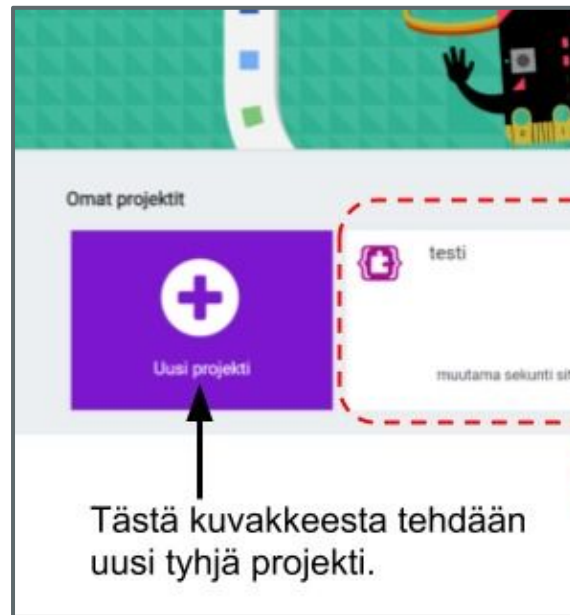 Omat projektit
testi
Uusi projekti
muutama sekunti sit
Tästä kuvakkeesta tehdään
uusi tyhjä projekti.